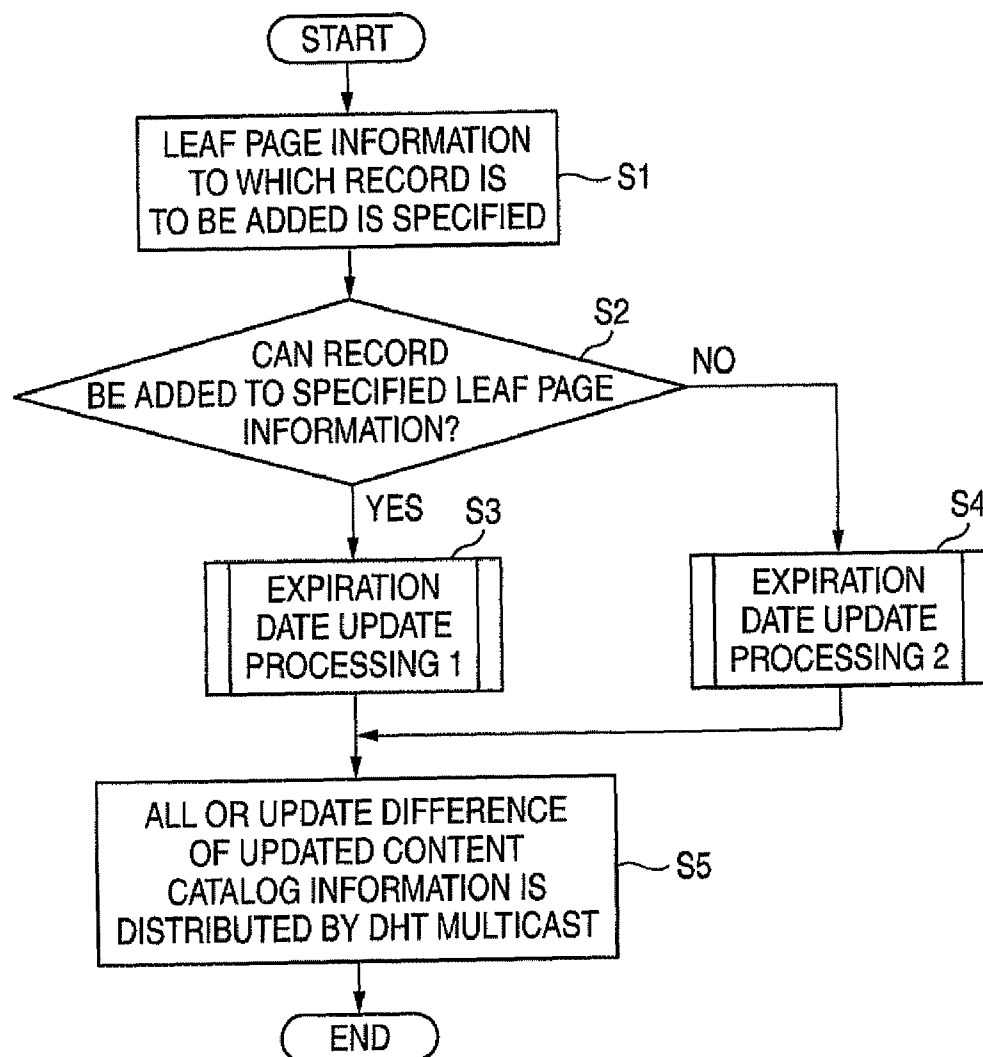 START
LEAF PAGE INFORMATION
TO WHICH RECORD IS
TO BE ADDED IS SPECIFIED
S1
S2
CAN RECORD
BE ADDED TO SPECIFIED LEAF PAGE
INFORMATION?
NO
YES
S3
EXPIRATION
DATE UPDATE
PROCESSING 1
S4
EXPIRATION
DATE UPDATE
PROCESSING 2
ALL OR UPDATE DIFFERENCE
OF UPDATED CONTENT
CATALOG INFORMATION IS
DISTRIBUTED BY DHT MULTICAST
S5
END